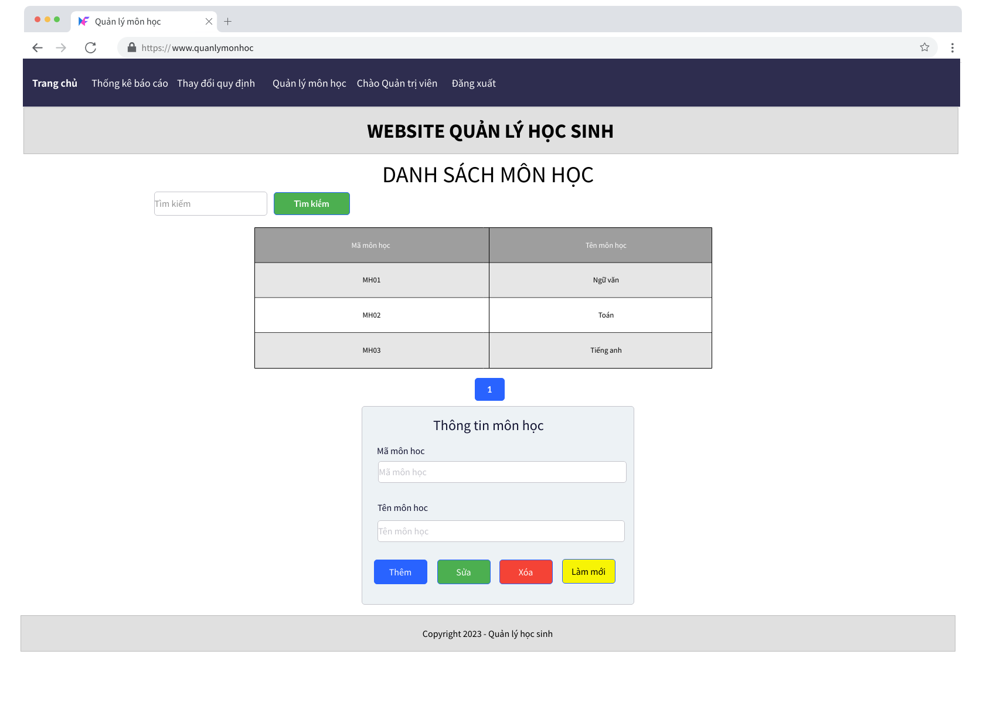 Quản lý môn học
https:// www.quanlymonhoc
Trang chủ Thống kê báo cáo Thay đổi quy định Quản lý môn học Chào Quản trị viên Đăng xuất
WEBSITE QUẢN LÝ HỌC SINH
DANH SÁCH MÔN HỌC
Tìm kiếm Tìm kiếm
Mã môn học Tên môn học
MH01 Ngữ văn
MH02 Toán
MH03 Tiếng anh
1
Thông tin môn học
Mã môn hoc
Mã môn học
Tên môn hoc
Tên môn học
Thêm Sửa Xóa Làm mới
Copyright 2023 - Quản lý học sinh